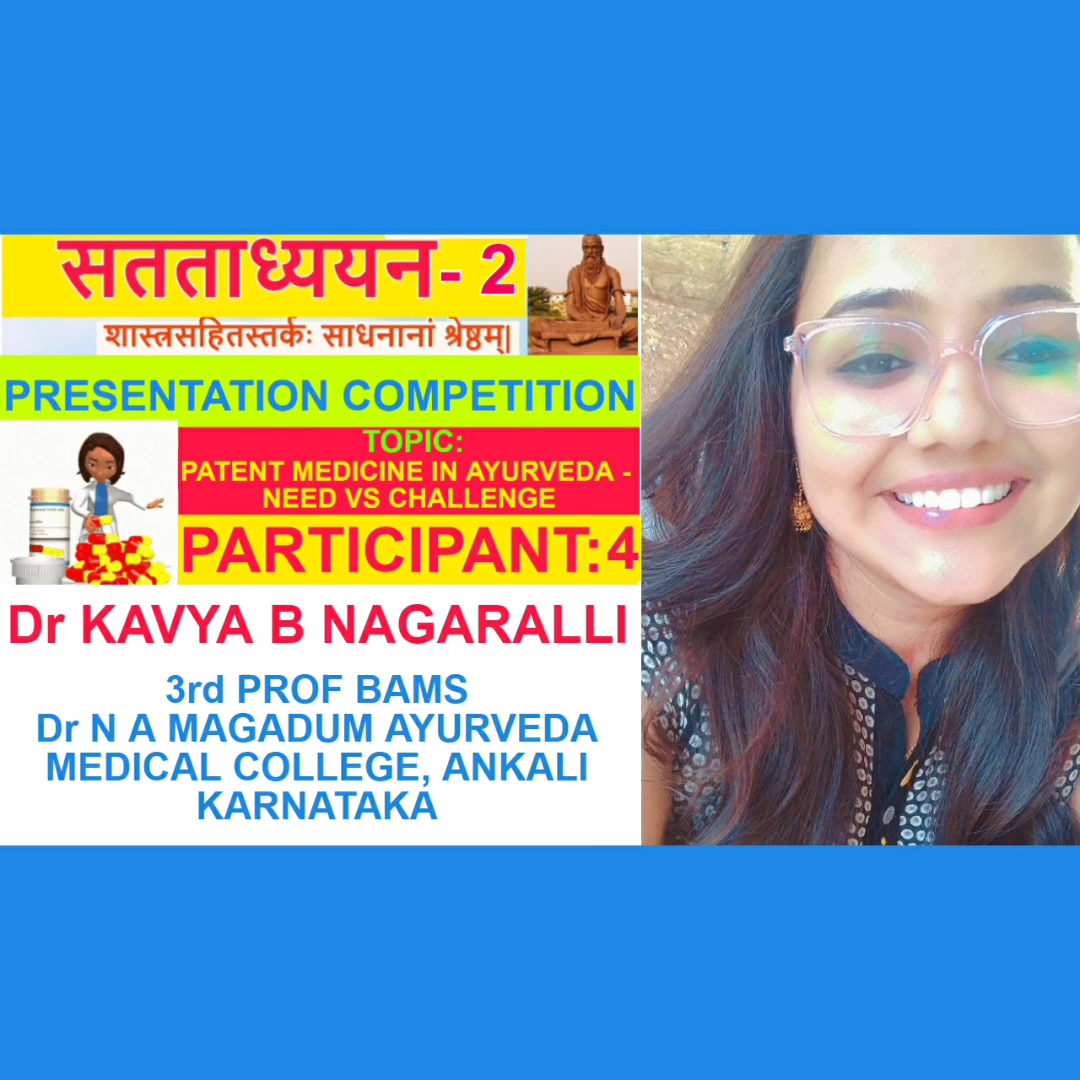 सतताध्ययन- 2
शास्त्रसहितस्तर्कः साधनानां श्रेष्ठम्|
PRESENTATION COMPETITION
TOPIC:
PATENT MEDICINE IN AYURVEDA -
NEED VS CHALLENGE
PARTICIPANT:4
Dr KAVYA B NAGARALLI
3rd PROF BAMS
Dr N A MAGADUM AYURVEDA
MEDICAL COLLEGE, ANKALI
KARNATAKA